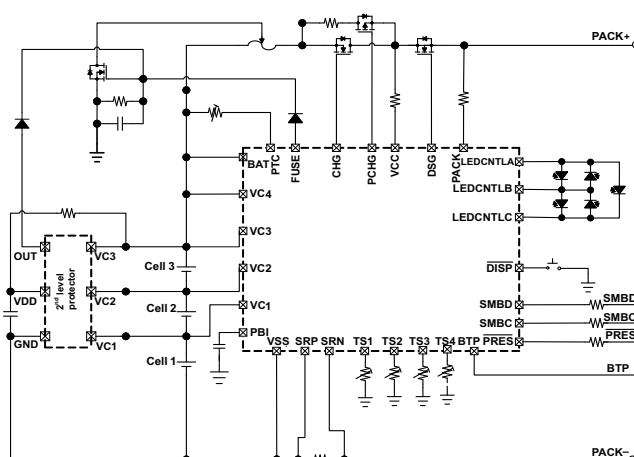 PACK+
BAT
PTC
FUSE
CHG
PCHG
VCC
DSG
PACK
LEDCNTLA
LEDCNTLB
LEDCNTLC
VC4
VC3
VC2
VC1
PBI
DISP
SMBD
SMBC
PRES
VSS
SRP
SRN
TS1
TS2
TS3
TS4
BTP
SMBD
SMBC
PRES
BTP
PACK–
OUT
VDD
GND
2nd level
protector
VC3
VC2
VC1
Cell 3
Cell 2
Cell 1